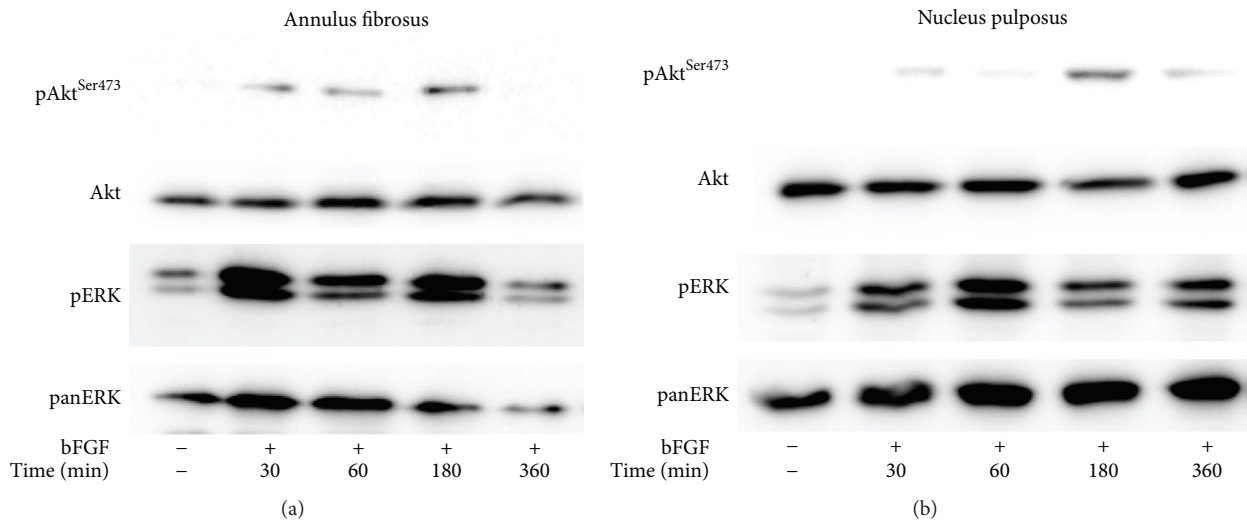 Annulus fibrosus
pAkt^Ser473
Akt
pERK
panERK
bFGF − + + + +
Time (min) − 30 60 180 360
(a)
Nucleus pulposus
pAkt^Ser473
Akt
pERK
panERK
bFGF − + + + +
Time (min) − 30 60 180 360
(b)